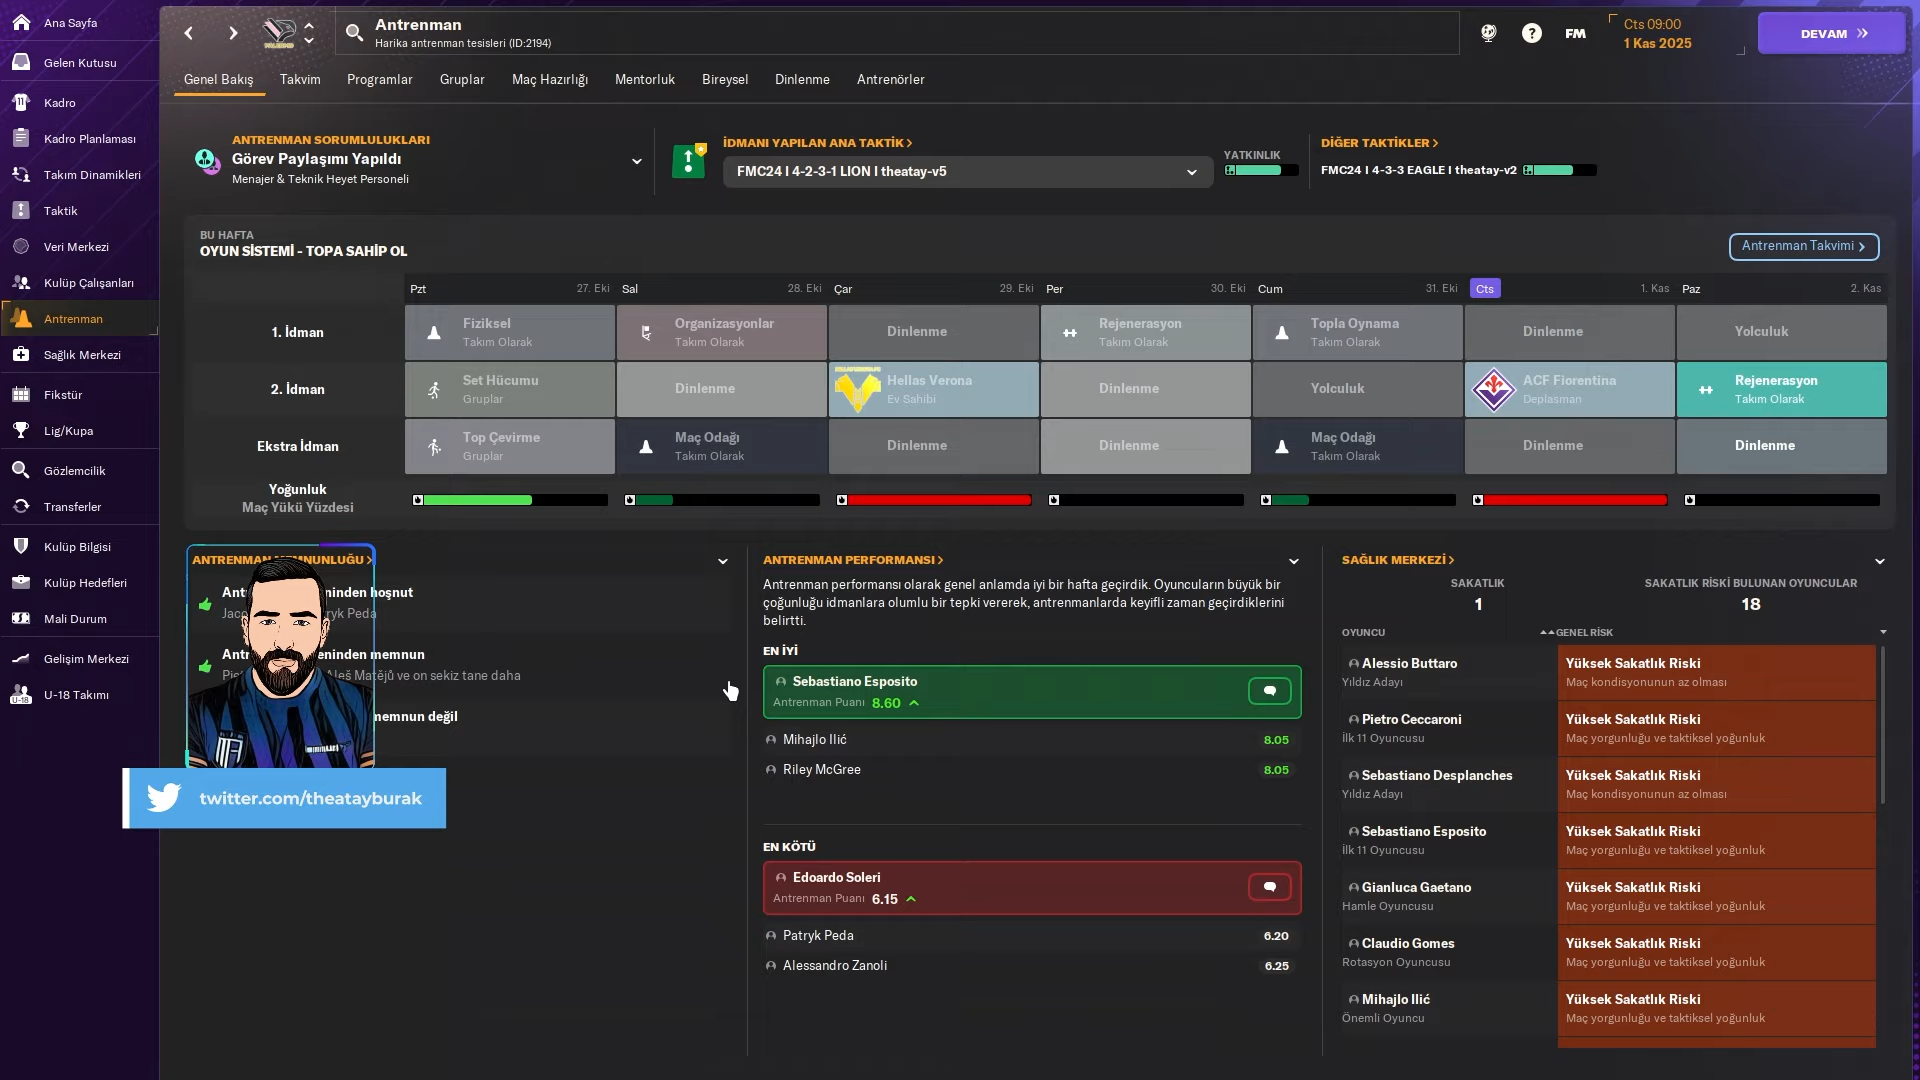 Ana Sayfa
Gelen Kutusu
Kadro
Kadro Planlaması
Takım Dinamikleri
Taktik
Veri Merkezi
Kulüp Çalışanları
Antrenman
Sağlık Merkezi
Fikstür
Lig/Kupa
Gözlemcilik
Transferler
Kulüp Bilgisi
Kulüp Hedefleri
Mali Durum
Gelişim Merkezi
U-18 Takımı
Antrenman
Harika antrenman tesisleri (ID:2194)
FM
Cts 09:00
1 Kas 2025
DEVAM
Genel Bakış Takvim Programlar Gruplar Maç Hazırlığı Mentorluk Bireysel Dinlenme Antrenörler
ANTRENMAN SORUMLULUKLARI
Görev Paylaşımı Yapıldı
Menajer & Teknik Heyet Personeli
İDMANI YAPILAN ANA TAKTİK >
FMC24 I 4-2-3-1 LION I theatay-v5
YATKINLIK
DİĞER TAKTİKLER >
FMC24 I 4-3-3 EAGLE I theatay-v2
BU HAFTA
OYUN SİSTEMİ - TOPA SAHİP OL
Antrenman Takvimi >
Pzt 27. Eki Sal 28. Eki Çar 29. Eki Per 30. Eki Cum 31. Eki Cts 1. Kas Paz 2. Kas
1. İdman
Fiziksel
Takım Olarak
Organizasyonlar
Takım Olarak
Dinlenme
Rejenerasyon
Takım Olarak
Topla Oynama
Takım Olarak
Dinlenme
Yolculuk
2. İdman
Set Hücumu
Gruplar
Dinlenme
Hellas Verona
Ev Sahibi
Dinlenme
Yolculuk
ACF Fiorentina
Deplasman
Rejenerasyon
Takım Olarak
Ekstra İdman
Top Çevirme
Gruplar
Maç Odağı
Takım Olarak
Dinlenme
Dinlenme
Maç Odağı
Takım Olarak
Dinlenme
Dinlenme
Yoğunluk
Maç Yükü Yüzdesi
ANTRENMAN MEMNUNLUĞU >
ninden hoşnut
ryk Peda
ninden memnun
Aleš Matějů ve on sekiz tane daha
memnun değil
twitter.com/theatayburak
ANTRENMAN PERFORMANSI >
Antrenman performansı olarak genel anlamda iyi bir hafta geçirdik. Oyuncuların büyük bir
çoğunluğu idmanlara olumlu bir tepki vererek, antrenmanlarda keyifli zaman geçirdiklerini
belirtti.
EN İYİ
Sebastiano Esposito
Antrenman Puanı 8.60
Mihajlo Ilić 8.05
Riley McGree 8.05
EN KÖTÜ
Edoardo Soleri
Antrenman Puanı 6.15
Patryk Peda 6.20
Alessandro Zanoli 6.25
SAĞLIK MERKEZİ >
SAKATLIK
1
SAKATLIK RİSKİ BULUNAN OYUNCULAR
18
OYUNCU GENEL RİSK
Alessio Buttaro
Yıldız Adayı
Yüksek Sakatlık Riski
Maç kondisyonunun az olması
Pietro Ceccaroni
İlk 11 Oyuncusu
Yüksek Sakatlık Riski
Maç yorgunluğu ve taktiksel yoğunluk
Sebastiano Desplanches
Yıldız Adayı
Yüksek Sakatlık Riski
Maç kondisyonunun az olması
Sebastiano Esposito
İlk 11 Oyuncusu
Yüksek Sakatlık Riski
Maç yorgunluğu ve taktiksel yoğunluk
Gianluca Gaetano
Hamle Oyuncusu
Yüksek Sakatlık Riski
Maç yorgunluğu ve taktiksel yoğunluk
Claudio Gomes
Rotasyon Oyuncusu
Yüksek Sakatlık Riski
Maç yorgunluğu ve taktiksel yoğunluk
Mihajlo Ilić
Önemli Oyuncu
Yüksek Sakatlık Riski
Maç yorgunluğu ve taktiksel yoğunluk